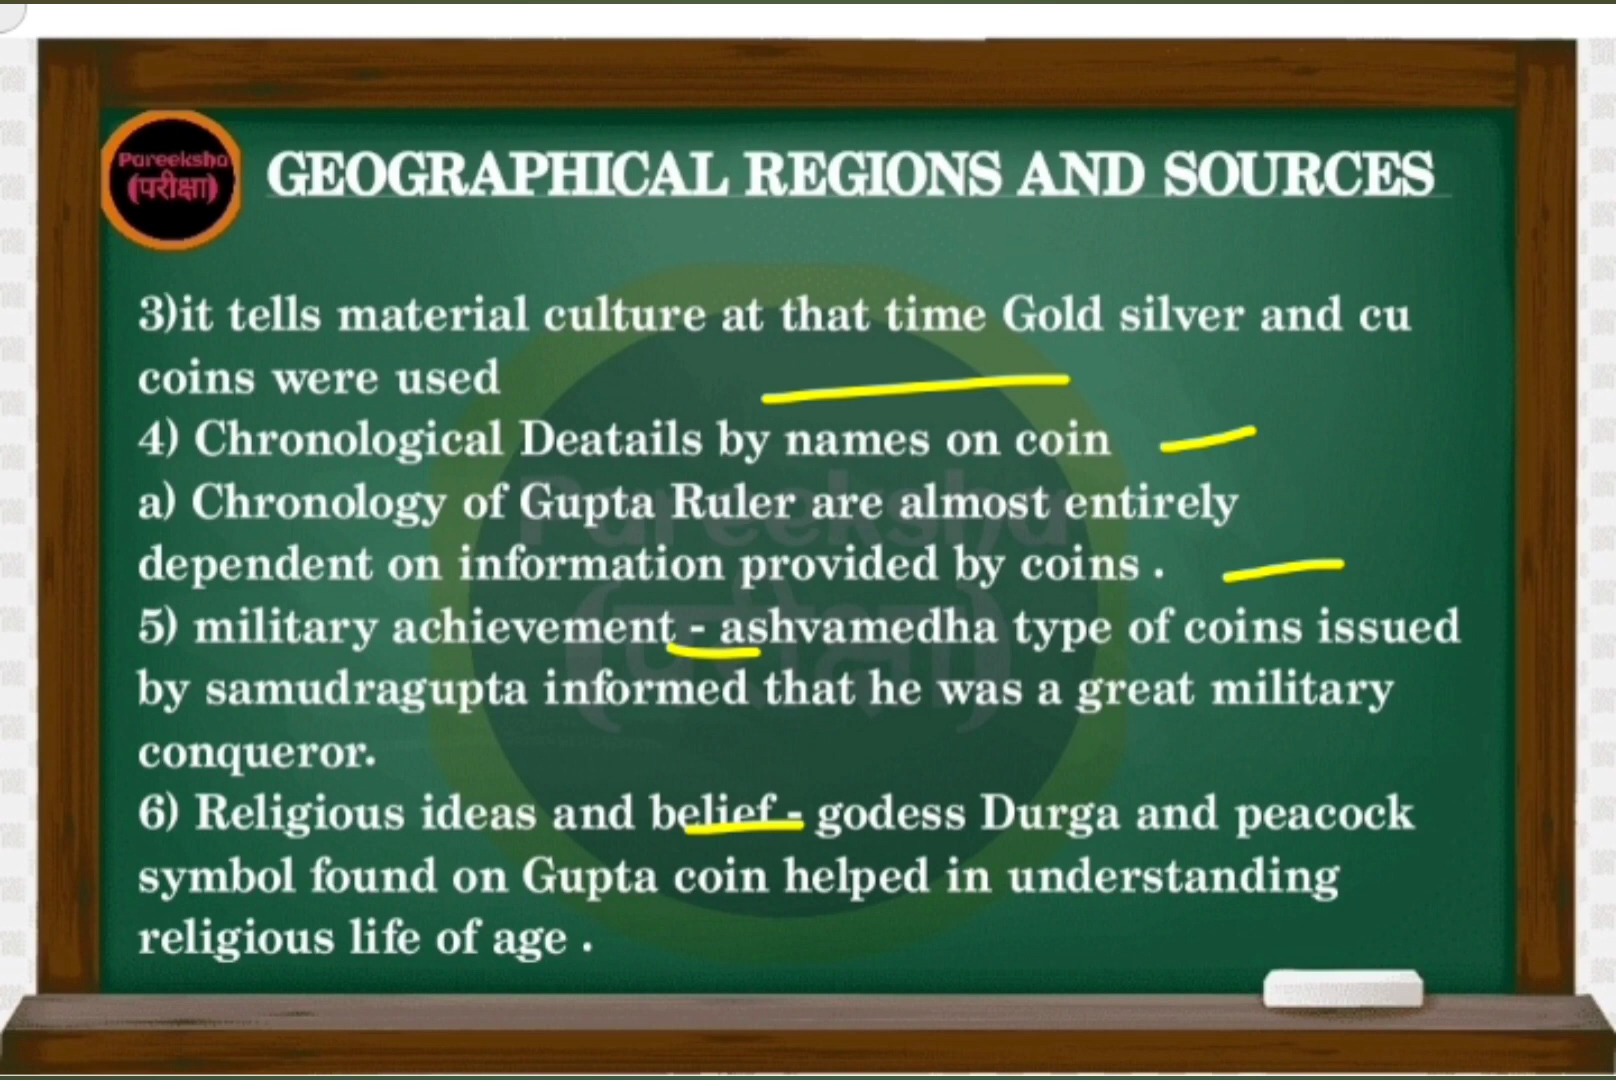 Pareeksha
(परीक्षा)
GEOGRAPHICAL REGIONS AND SOURCES
3)it tells material culture at that time Gold silver and cu
coins were used
4) Chronological Deatails by names on coin
a) Chronology of Gupta Ruler are almost entirely
dependent on information provided by coins .
5) military achievement - ashvamedha type of coins issued
by samudragupta informed that he was a great military
conqueror.
6) Religious ideas and belief - godess Durga and peacock
symbol found on Gupta coin helped in understanding
religious life of age .
Pareeksha
(परीक्षा)